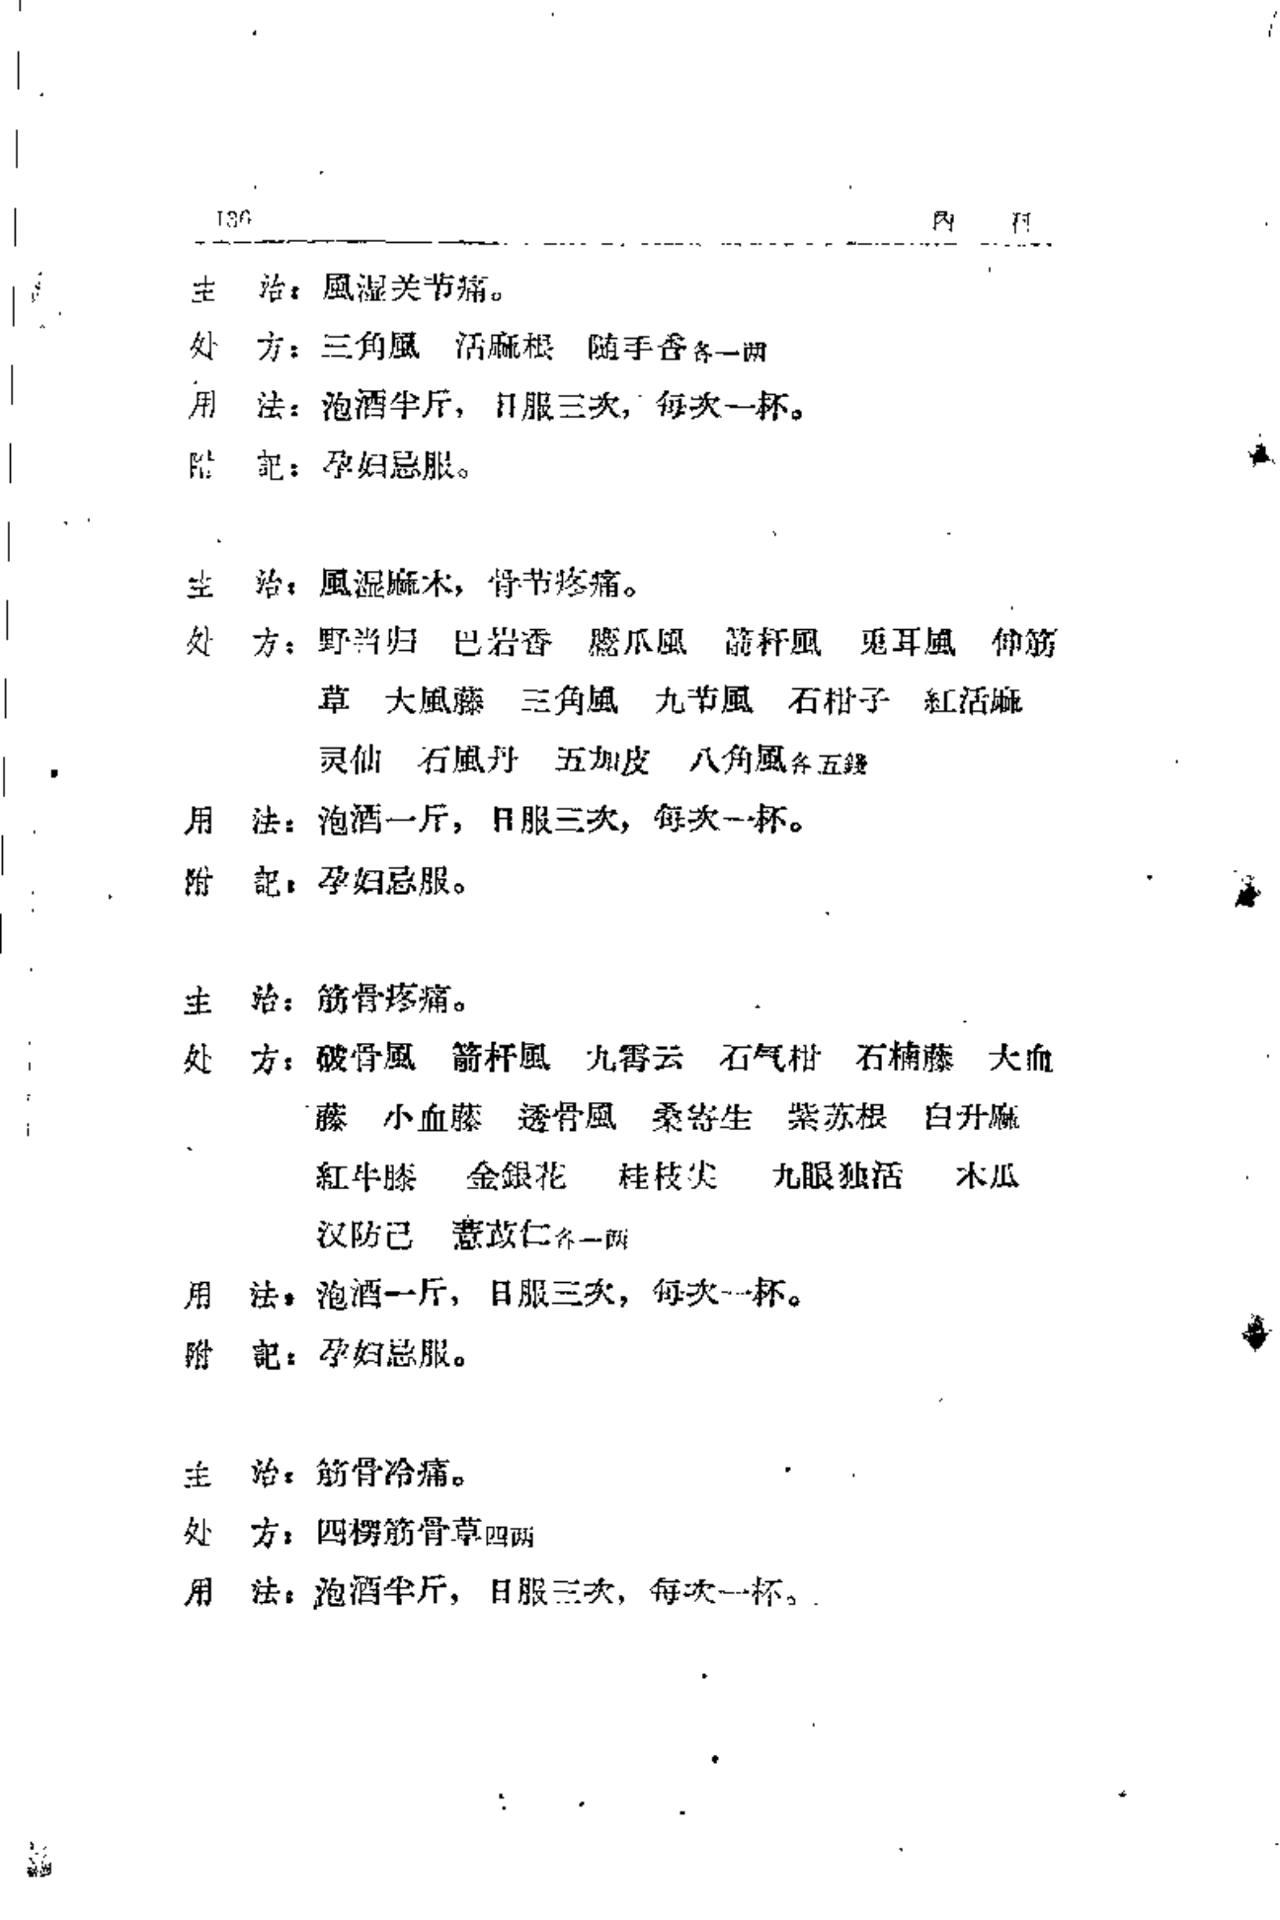 136 內 科
主 治：風湿关节痛。
处 方：三角風 活麻根 随手香各一两
用 法：泡酒半斤，日服三次，每次一杯。
附 記：孕妇忌服。
主 治：風湿麻木，骨节疼痛。
处 方：野当归 巴岩香 鷹爪風 箭杆風 兎耳風 伸筋
草 大風藤 三角風 九节風 石柑子 紅活麻
灵仙 石風丹 五加皮 八角風各五錢
用 法：泡酒一斤，日服三次，每次一杯。
附 記：孕妇忌服。
主 治：筋骨疼痛。
处 方：破骨風 箭杆風 九霄云 石气柑 石楠藤 大血
藤 小血藤 透骨風 桑寄生 紫苏根 白升麻
紅牛膝 金銀花 桂枝尖 九眼独活 木瓜
汉防己 薏苡仁各一两
用 法：泡酒一斤，日服三次，每次一杯。
附 記：孕妇忌服。
主 治：筋骨冷痛。
处 方：四楞筋骨草四两
用 法：泡酒半斤，日服三次，每次一杯。